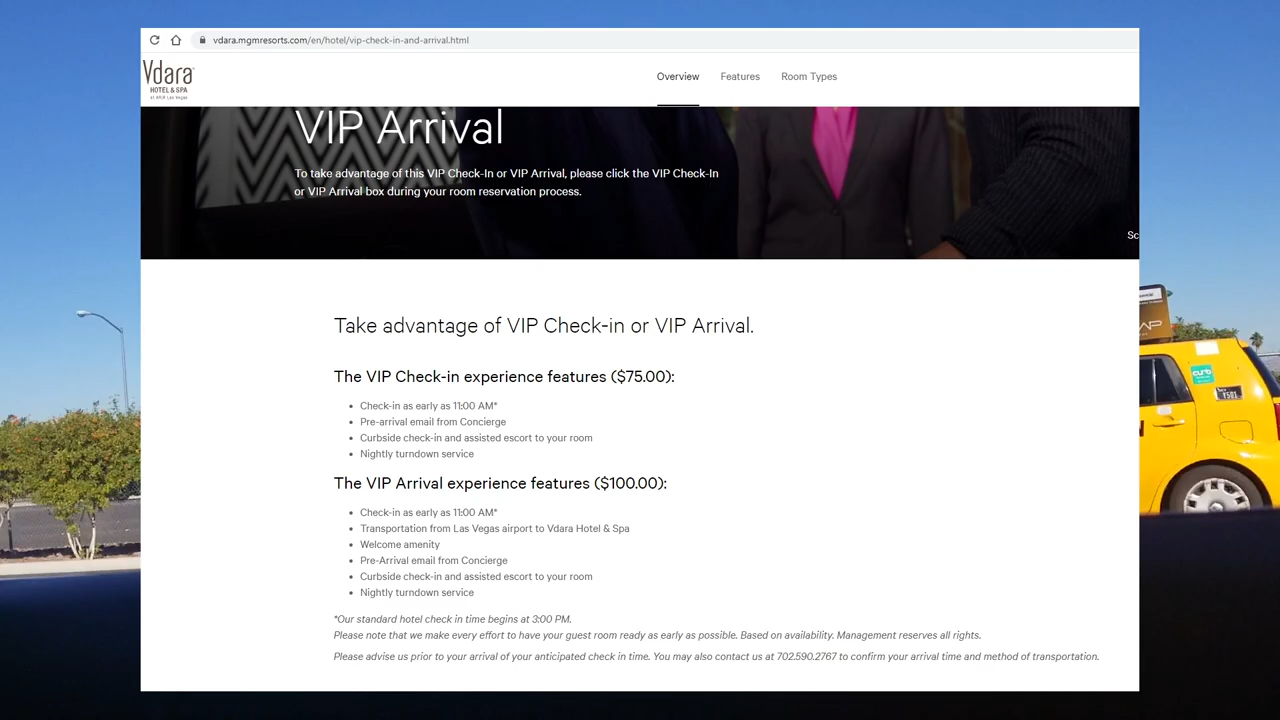 vdara.mgmresorts.com/en/hotel/vip-check-in-and-arrival.html
Vdara
HOTEL & SPA
at ARIA Las Vegas
Overview
Features
Room Types
VIP Arrival
To take advantage of this VIP Check-In or VIP Arrival, please click the VIP Check-In
or VIP Arrival box during your room reservation process.
Sc
Take advantage of VIP Check-in or VIP Arrival.
The VIP Check-in experience features ($75.00):
• Check-in as early as 11:00 AM*
• Pre-arrival email from Concierge
• Curbside check-in and assisted escort to your room
• Nightly turndown service
The VIP Arrival experience features ($100.00):
• Check-in as early as 11:00 AM*
• Transportation from Las Vegas airport to Vdara Hotel & Spa
• Welcome amenity
• Pre-Arrival email from Concierge
• Curbside check-in and assisted escort to your room
• Nightly turndown service
*Our standard hotel check in time begins at 3:00 PM.
Please note that we make every effort to have your guest room ready as early as possible. Based on availability. Management reserves all rights.
Please advise us prior to your arrival of your anticipated check in time. You may also contact us at 702.590.2767 to confirm your arrival time and method of transportation.
AP
curb